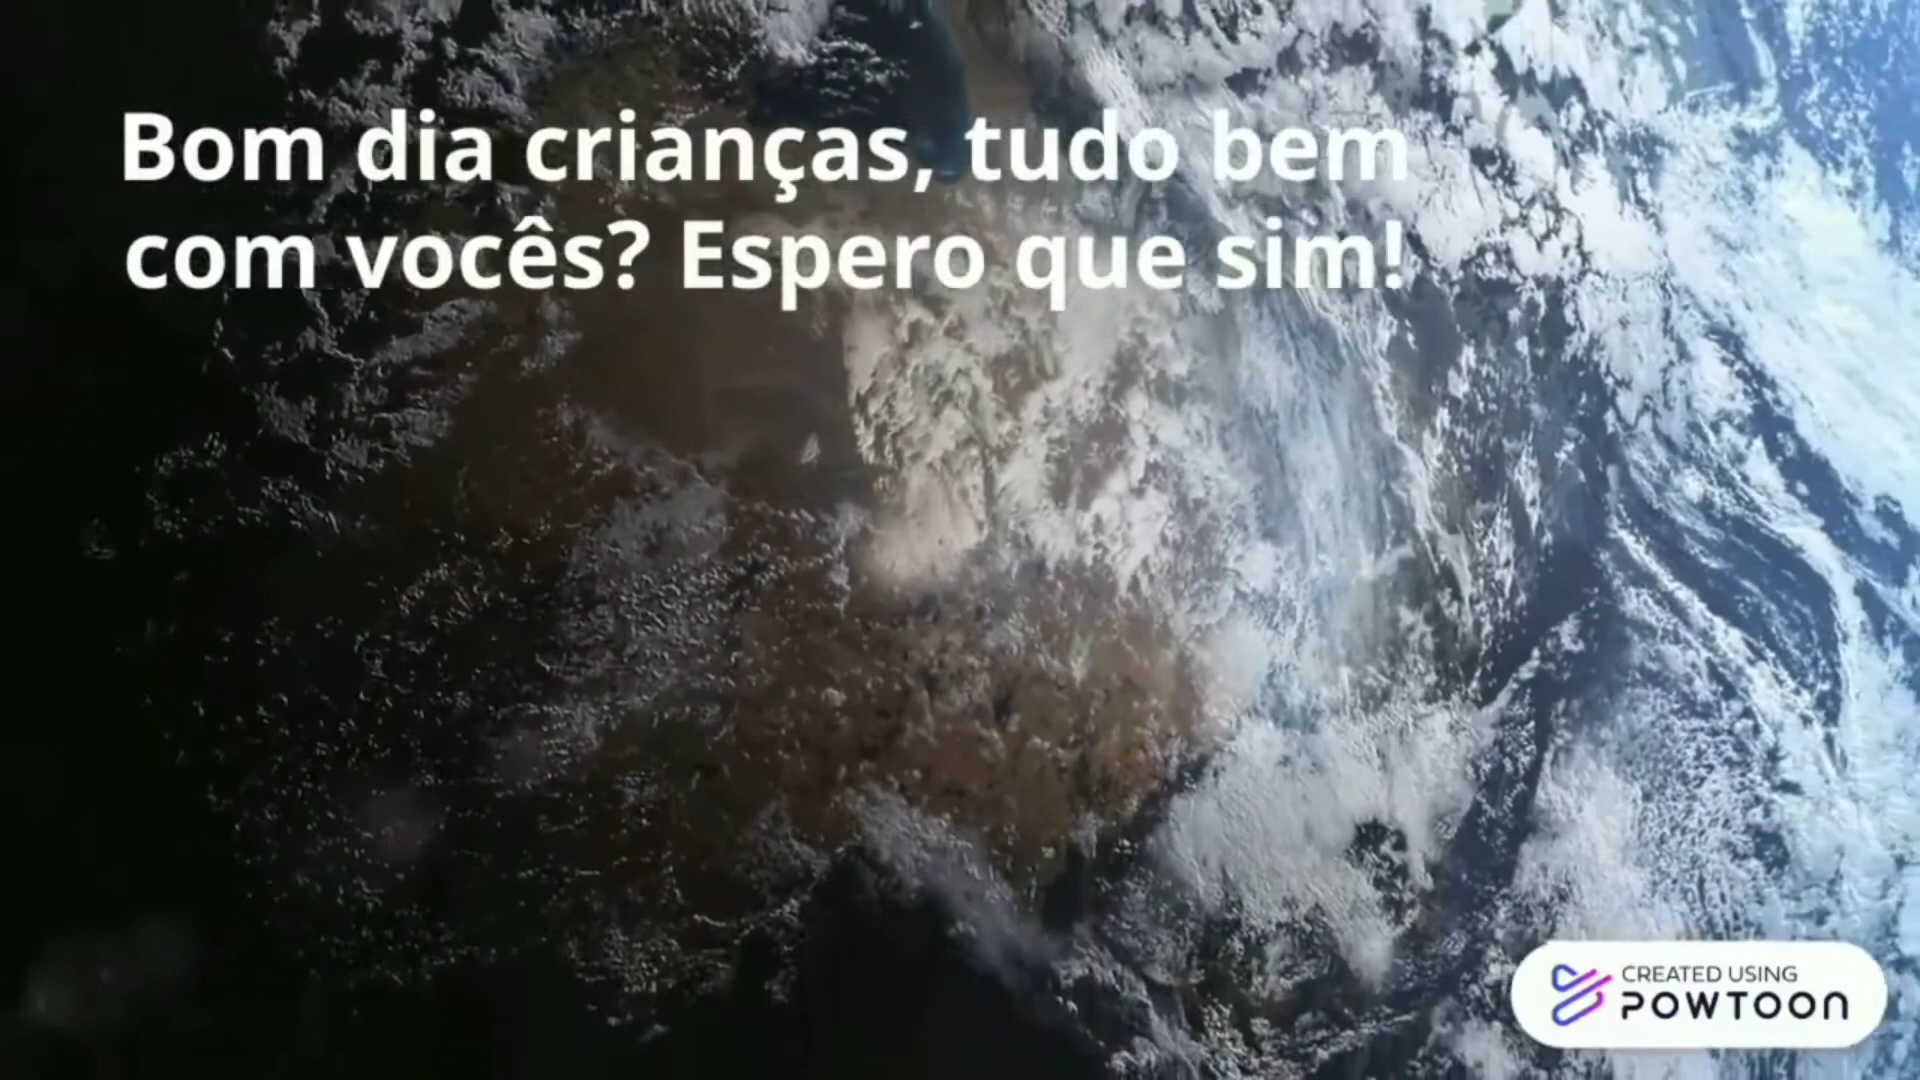 Bom dia crianças, tudo bem
com vocês? Espero que sim!
CREATED USING
POWTOON